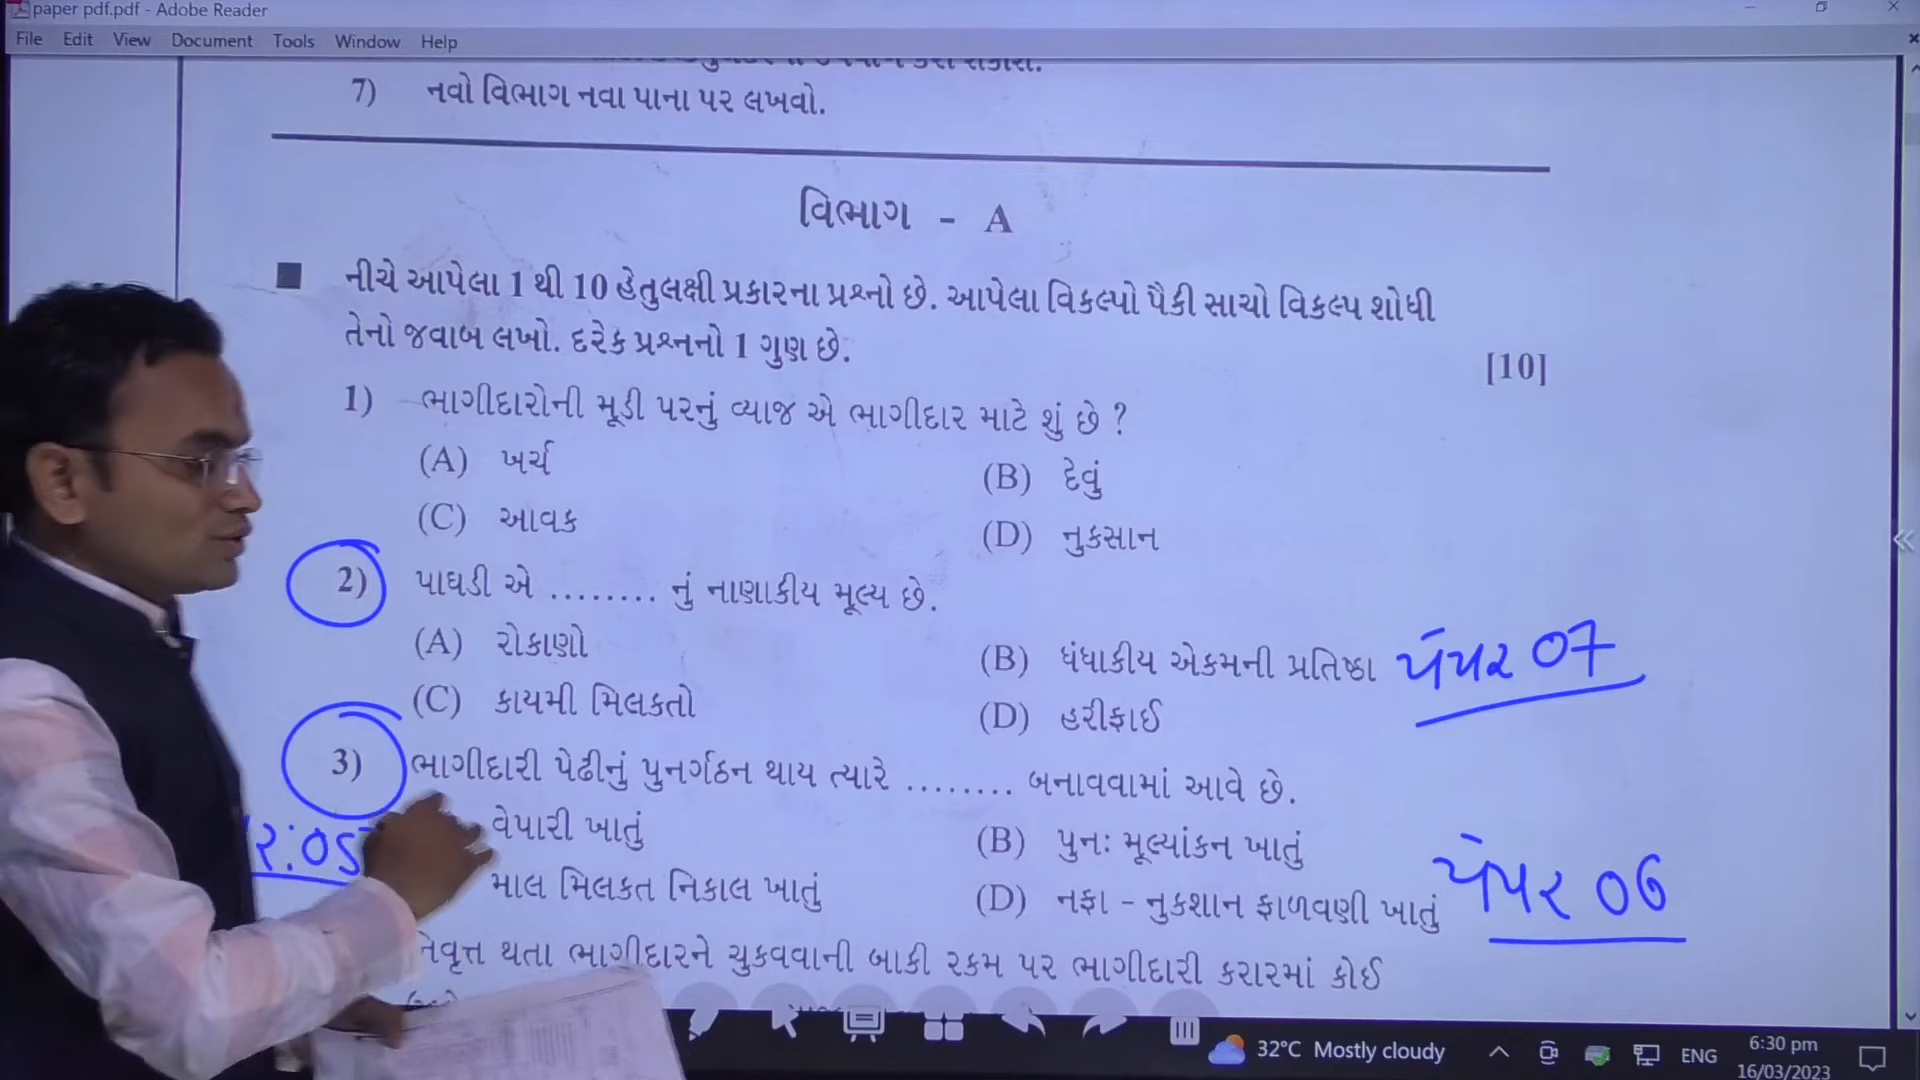 paper pdf.pdf - Adobe Reader
File Edit View Document Tools Window Help
7) નવો વિભાગ નવા પાના પર લખવો.
વિભાગ - A
નીચે આપેલા 1 થી 10 હેતુલક્ષી પ્રકારના પ્રશ્નો છે. આપેલા વિકલ્પો પૈકી સાચો વિકલ્પ શોધી
તેનો જવાબ લખો. દરેક પ્રશ્નનો 1 ગુણ છે.
[10]
1) ભાગીદારોની મૂડી પરનું વ્યાજ એ ભાગીદાર માટે શું છે ?
(A) ખર્ચ (B) દેવું
(C) આવક (D) નુકસાન
2) પાઘડી એ ........ નું નાણાકીય મૂલ્ય છે.
(A) રોકાણો (B) ધંધાકીય એકમની પ્રતિષ્ઠા પેપર 07
(C) કાયમી મિલકતો (D) હરીફાઈ
3) ભાગીદારી પેઢીનું પુનર્ગઠન થાય ત્યારે ........ બનાવવામાં આવે છે.
વેપારી ખાતું (B) પુનઃ મૂલ્યાંકન ખાતું
ર:05
માલ મિલકત નિકાલ ખાતું (D) નફા - નુકશાન ફાળવણી ખાતું પેપર 06
થતા ભાગીદારને ચુકવવાની બાકી રકમ પર ભાગીદારી કરારમાં કોઈ
32°C Mostly cloudy ENG 6:30 pm
16/03/2023